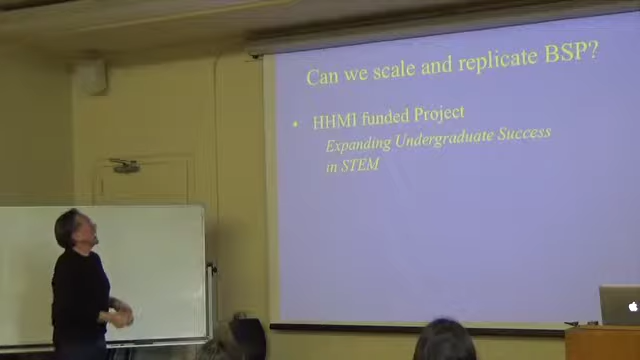 Can we scale and replicate BSP?
• HHMI funded Project
Expanding Undergraduate Success
in STEM